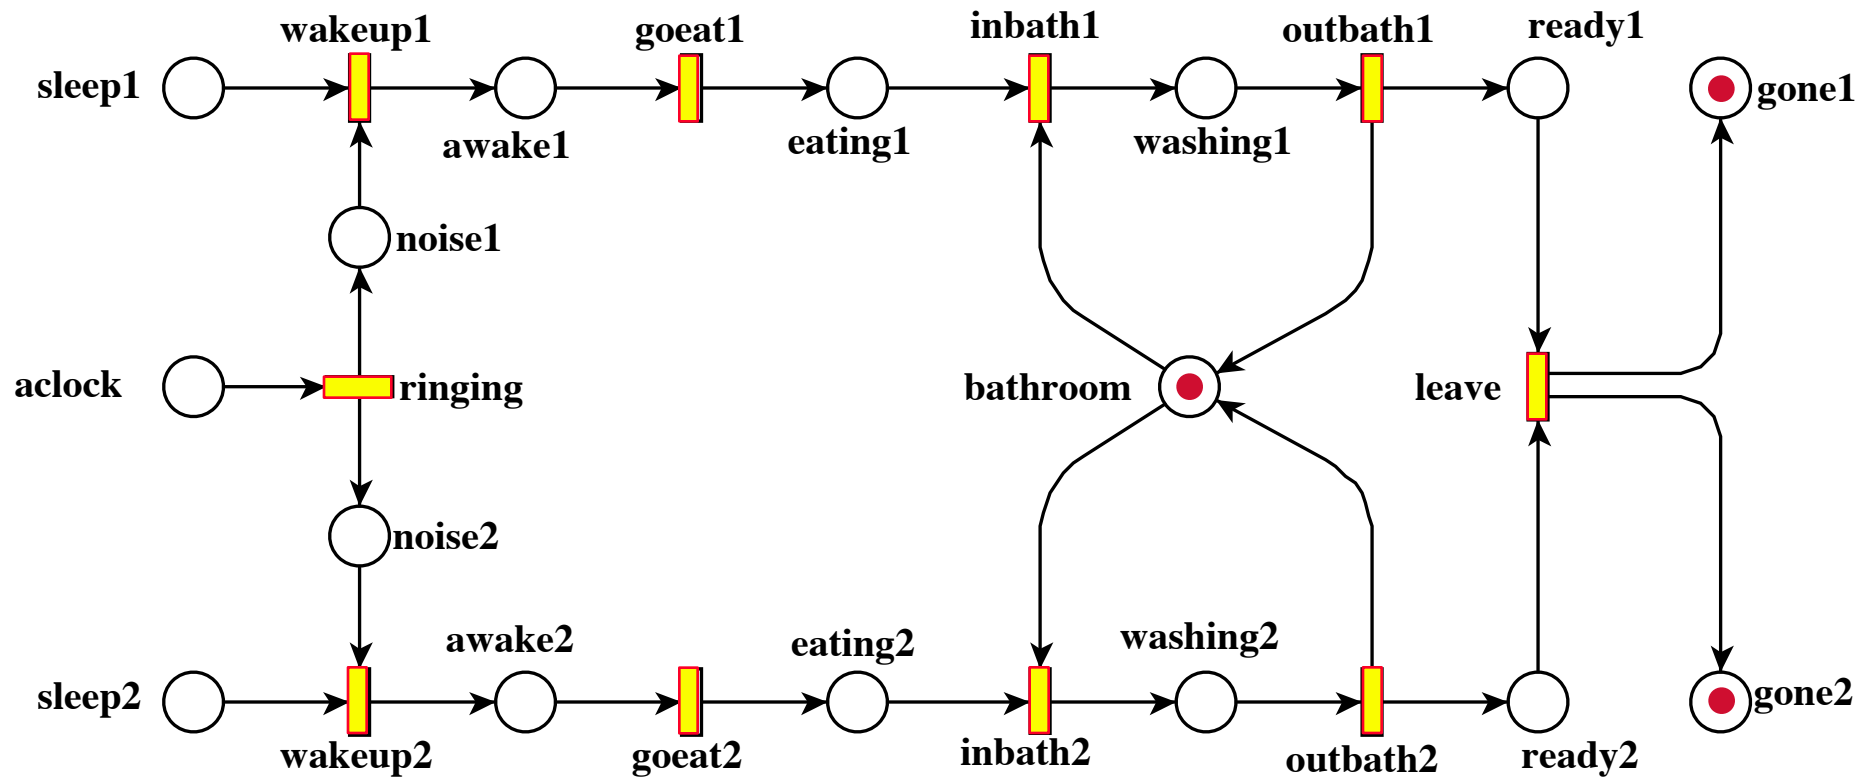 wakeup1
goeat1
inbath1
outbath1
ready1
sleep1
gone1
awake1
eating1
washing1
noise1
aclock
ringing
bathroom
leave
noise2
awake2
eating2
washing2
sleep2
gone2
wakeup2
goeat2
inbath2
outbath2
ready2